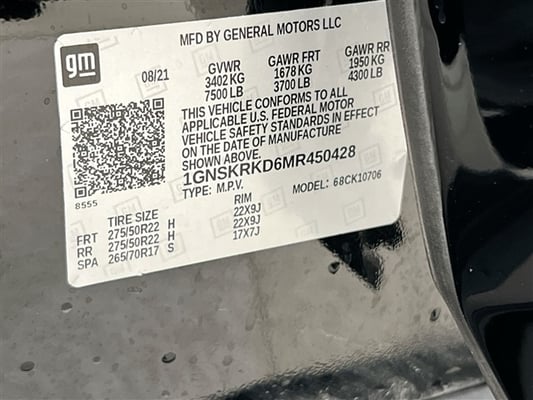 MFD BY GENERAL MOTORS LLC
gm
08/21 GVWR GAWR FRT GAWR RR
3402 KG 1678 KG 1950 KG
7500 LB 3700 LB 4300 LB
THIS VEHICLE CONFORMS TO ALL
APPLICABLE U.S. FEDERAL MOTOR
VEHICLE SAFETY STANDARDS IN EFFECT
ON THE DATE OF MANUFACTURE
SHOWN ABOVE.
1GNSKRKD6MR450428
8555 TYPE: M.P.V. MODEL: 68CK10706
TIRE SIZE RIM
FRT 275/50R22 H 22X9J
RR 275/50R22 H 22X9J
SPA 265/70R17 S 17X7J